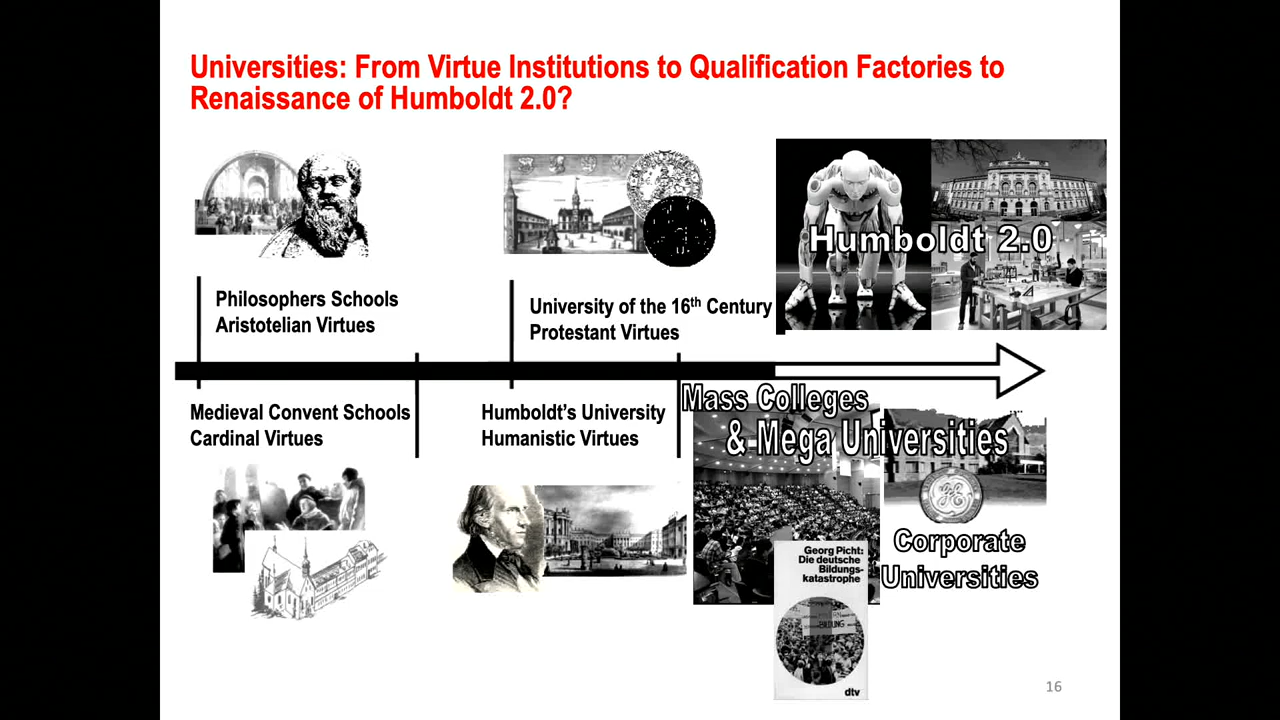 Universities: From Virtue Institutions to Qualification Factories to
Renaissance of Humboldt 2.0?
Humboldt 2.0
Philosophers Schools
Aristotelian Virtues
University of the 16th Century
Protestant Virtues
Medieval Convent Schools
Cardinal Virtues
Humboldt's University
Humanistic Virtues
Mass Colleges
& Mega Universities
GE
Corporate
Universities
Georg Picht:
Die deutsche
Bildungs-
katastrophe
BILDUNG
dtv
16